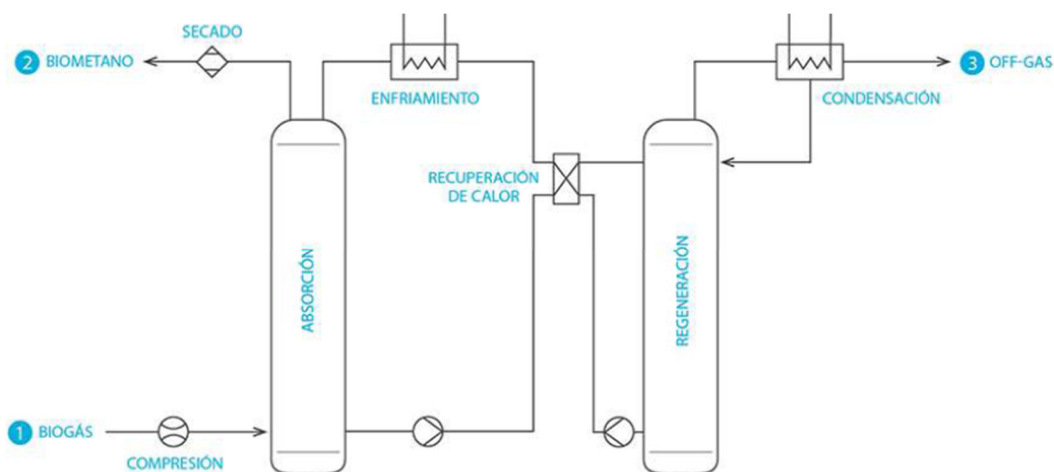 SECADO
2 BIOMETANO
ENFRIAMIENTO
3 OFF-GAS
CONDENSACIÓN
RECUPERACIÓN
DE CALOR
ABSORCIÓN
REGENERACIÓN
1 BIOGÁS
COMPRESIÓN